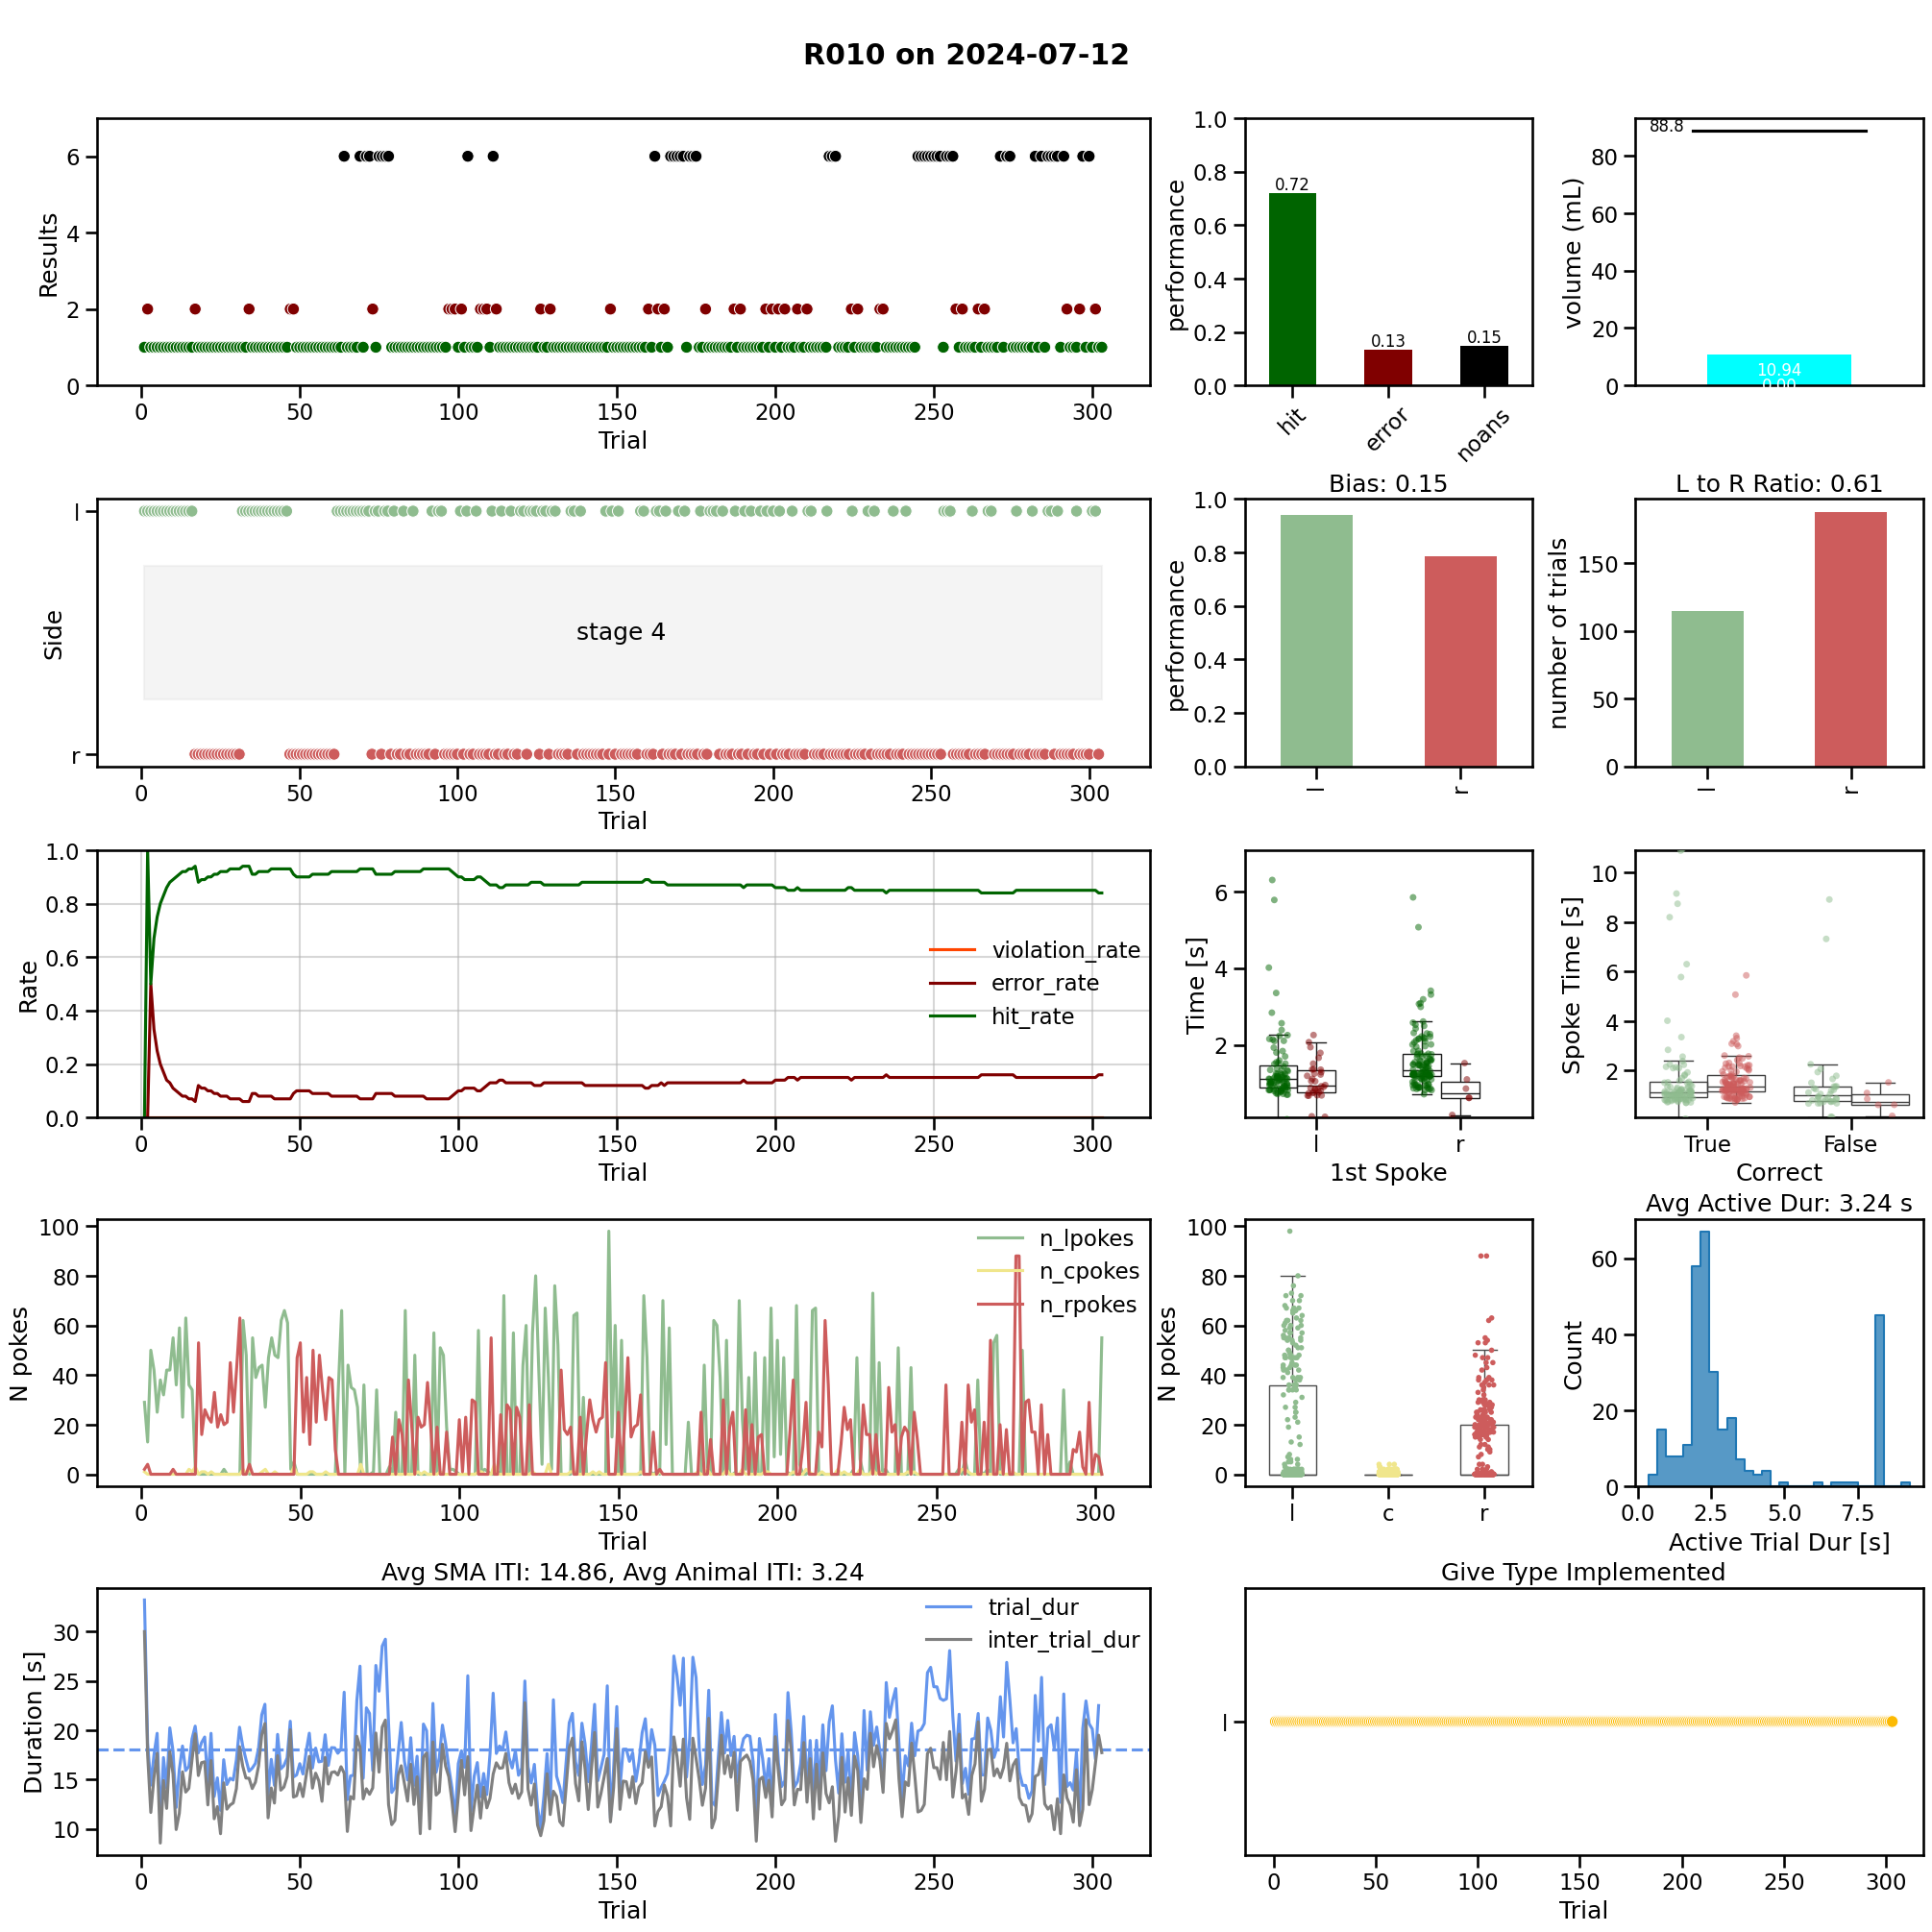 R010 on 2024-07-12
Results
6
4
2
0
0 50 100 150 200 250 300
Trial
performance
1.0
0.8
0.6
0.4
0.2
0.0
0.72
0.13
0.15
hit error noans
volume (mL)
80
60
40
20
0
88.8
10.94
0.00
Side
l
r
stage 4
0 50 100 150 200 250 300
Trial
Bias: 0.15
performance
1.0
0.8
0.6
0.4
0.2
0.0
l r
L to R Ratio: 0.61
number of trials
150
100
50
0
l r
Rate
1.0
0.8
0.6
0.4
0.2
0.0
violation_rate
error_rate
hit_rate
0 50 100 150 200 250 300
Trial
Time [s]
6
4
2
l r
1st Spoke
Spoke Time [s]
10
8
6
4
2
True False
Correct
N pokes
100
80
60
40
20
0
n_lpokes
n_cpokes
n_rpokes
0 50 100 150 200 250 300
Trial
N pokes
100
80
60
40
20
0
l c r
Avg Active Dur: 3.24 s
Count
60
40
20
0
0.0 2.5 5.0 7.5
Active Trial Dur [s]
Avg SMA ITI: 14.86, Avg Animal ITI: 3.24
Duration [s]
30
25
20
15
10
trial_dur
inter_trial_dur
0 50 100 150 200 250 300
Trial
Give Type Implemented
l
0 50 100 150 200 250 300
Trial